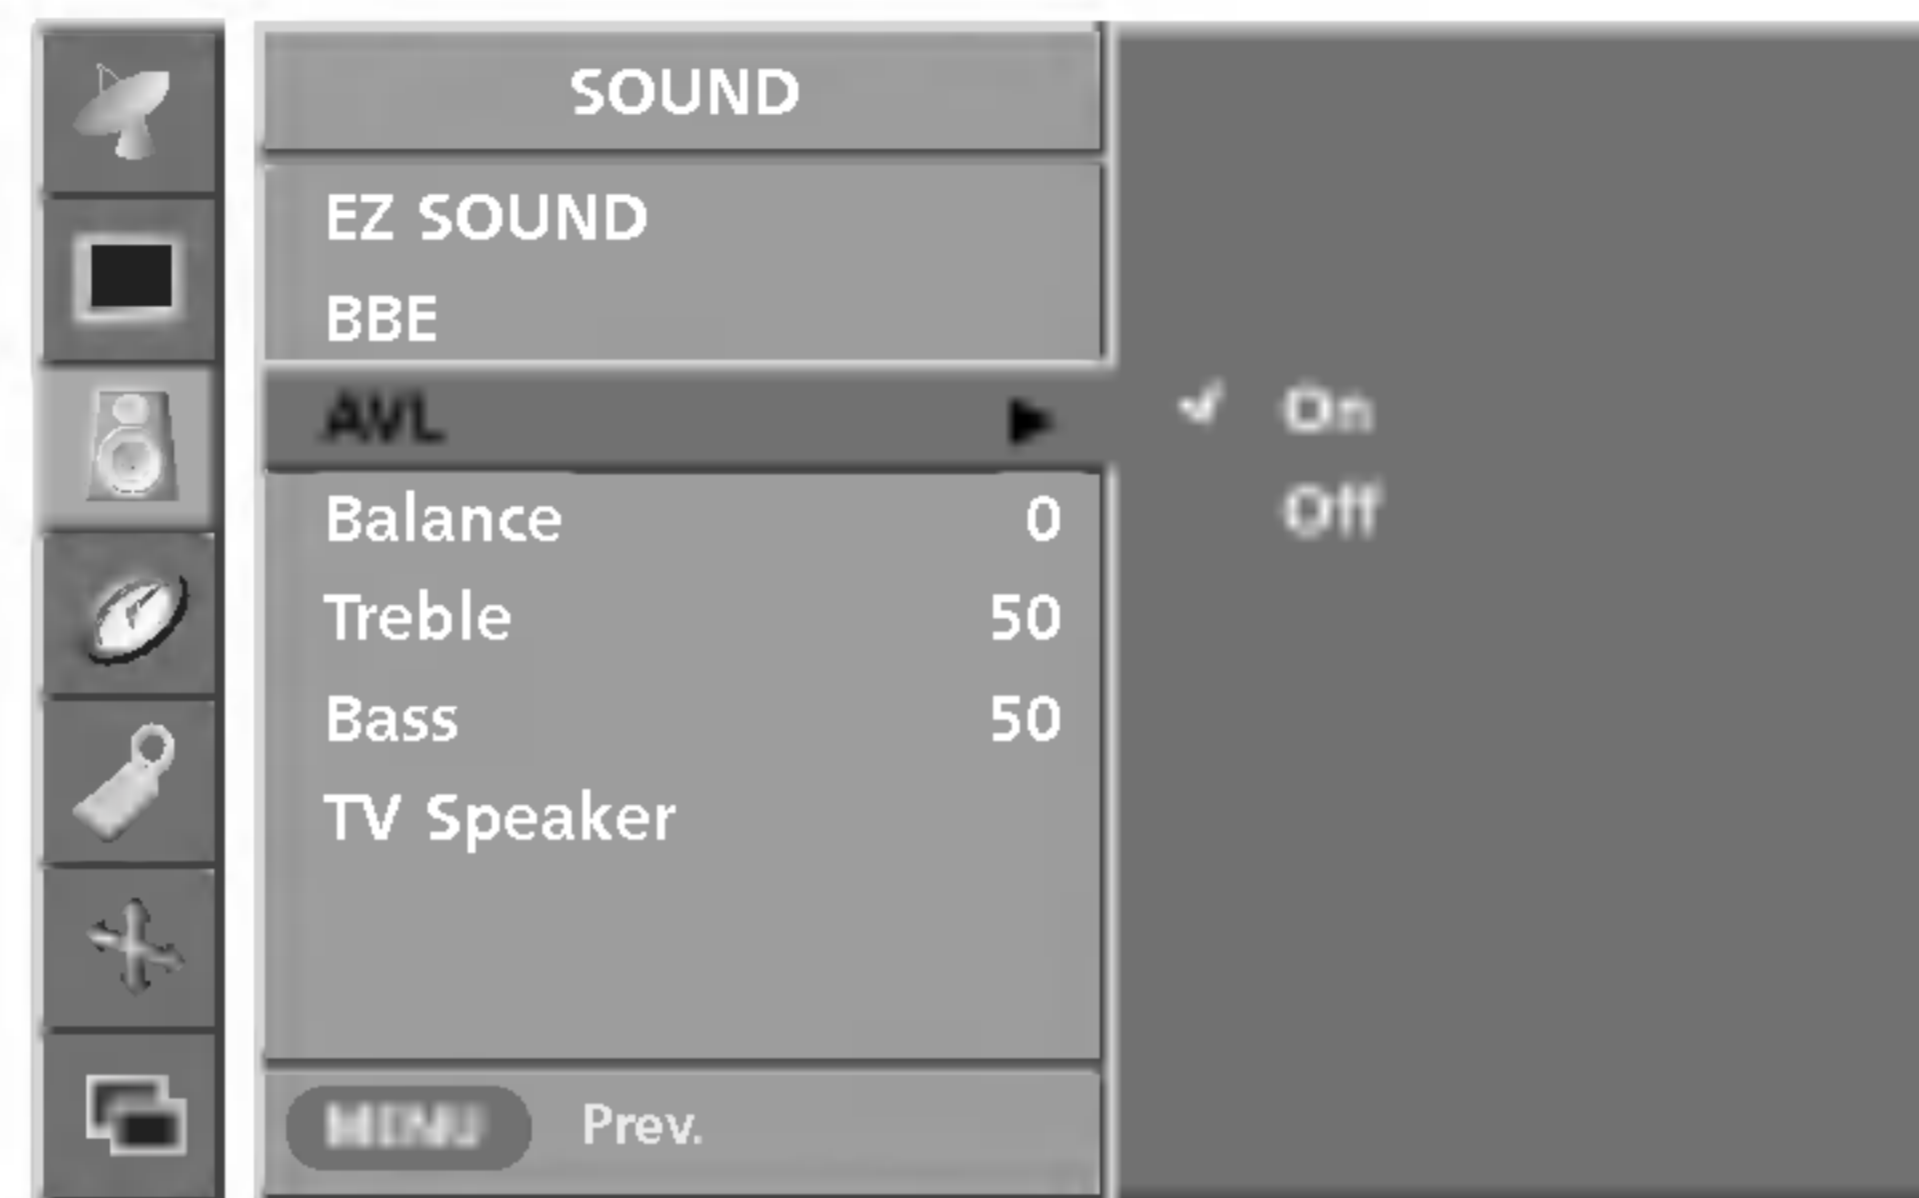 SOUND
EZ SOUND
BBE
AVL ▶ ✔ On
Balance 0 Off
Treble 50
Bass 50
TV Speaker
MENU Prev.